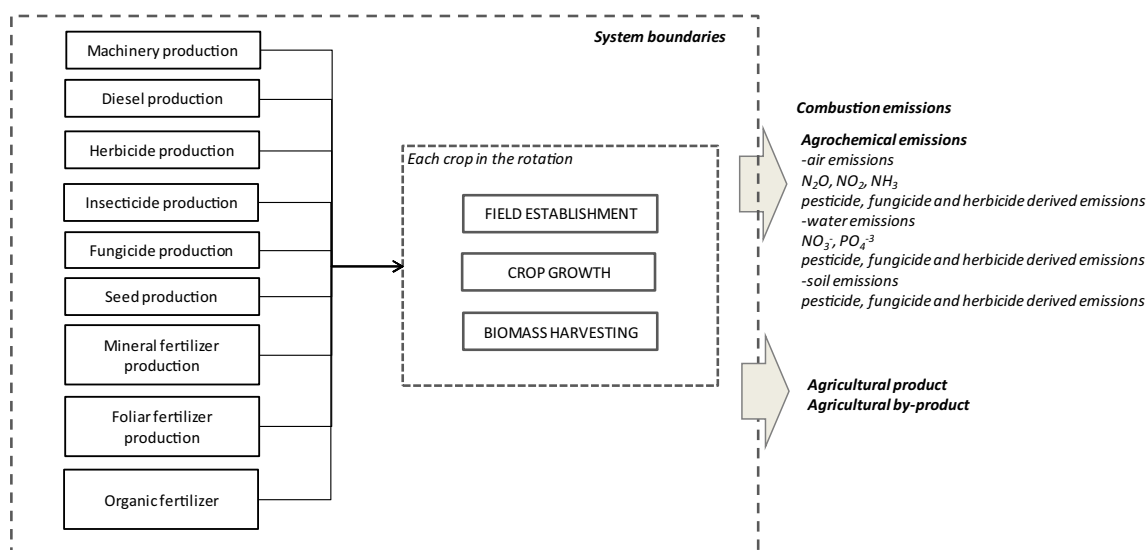 System boundaries
Machinery production
Diesel production
Herbicide production
Insecticide production
Fungicide production
Seed production
Mineral fertilizer
production
Foliar fertilizer
production
Organic fertilizer
Each crop in the rotation
FIELD ESTABLISHMENT
CROP GROWTH
BIOMASS HARVESTING
Combustion emissions
Agrochemical emissions
-air emissions
N₂O, NO₂, NH₃
pesticide, fungicide and herbicide derived emissions
-water emissions
NO₃⁻, PO₄⁻³
pesticide, fungicide and herbicide derived emissions
-soil emissions
pesticide, fungicide and herbicide derived emissions
Agricultural product
Agricultural by-product